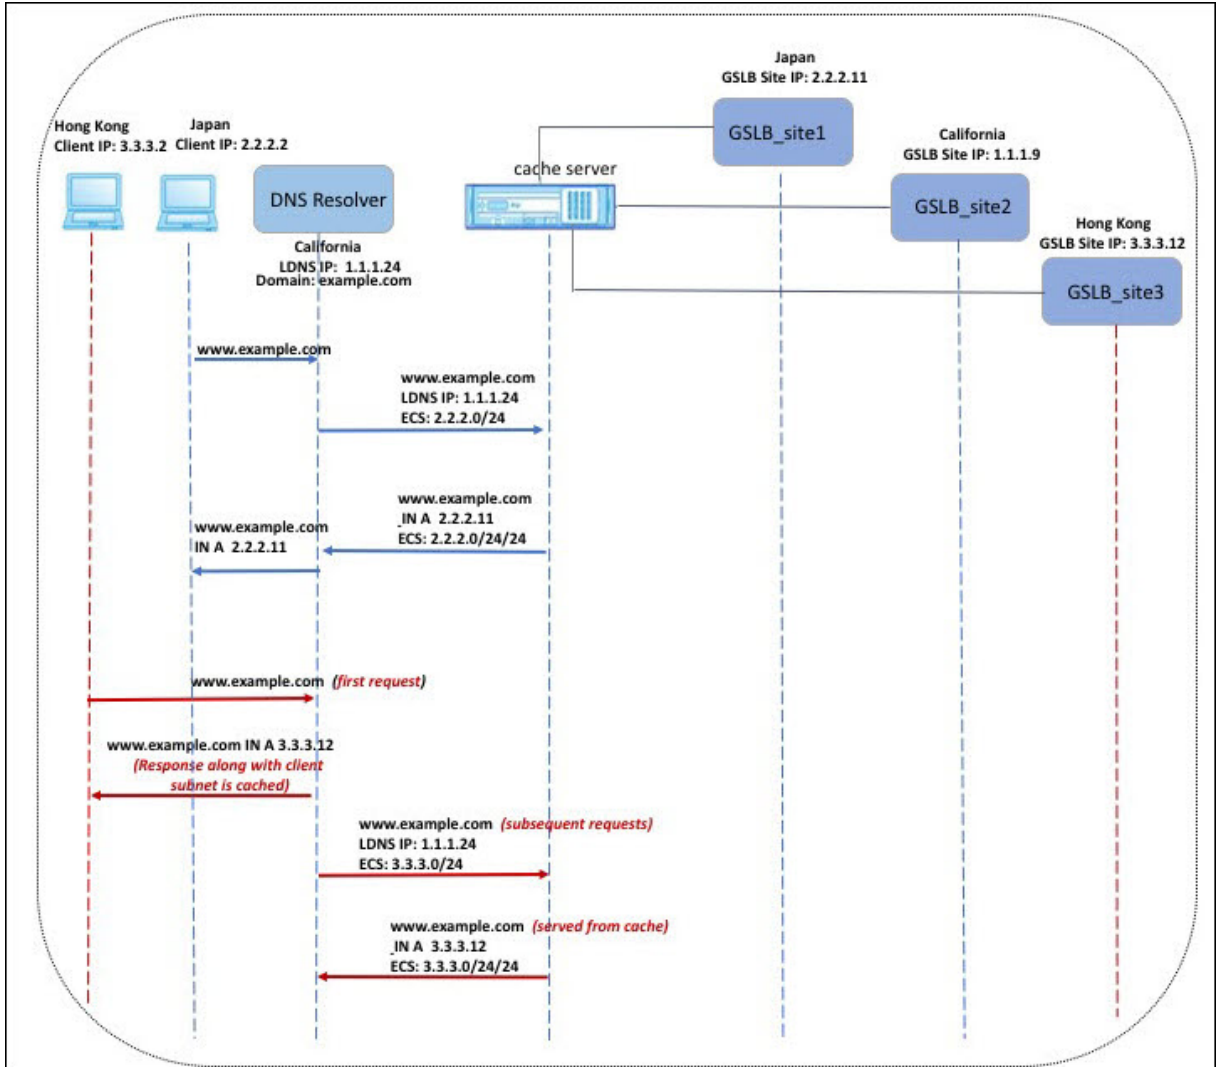 Japan
GSLB Site IP: 2.2.2.11
GSLB_site1
Hong Kong
Client IP: 3.3.3.2
Japan
Client IP: 2.2.2.2
California
GSLB Site IP: 1.1.1.9
cache server
DNS Resolver
GSLB_site2
Hong Kong
GSLB Site IP: 3.3.3.12
California
LDNS IP: 1.1.1.24
Domain: example.com
GSLB_site3
www.example.com
www.example.com
LDNS IP: 1.1.1.24
ECS: 2.2.2.0/24
www.example.com
_IN A 2.2.2.11
ECS: 2.2.2.0/24/24
www.example.com
IN A 2.2.2.11
www.example.com (first request)
www.example.com IN A 3.3.3.12
(Response along with client
subnet is cached)
www.example.com (subsequent requests)
LDNS IP: 1.1.1.24
ECS: 3.3.3.0/24
www.example.com (served from cache)
_IN A 3.3.3.12
ECS: 3.3.3.0/24/24